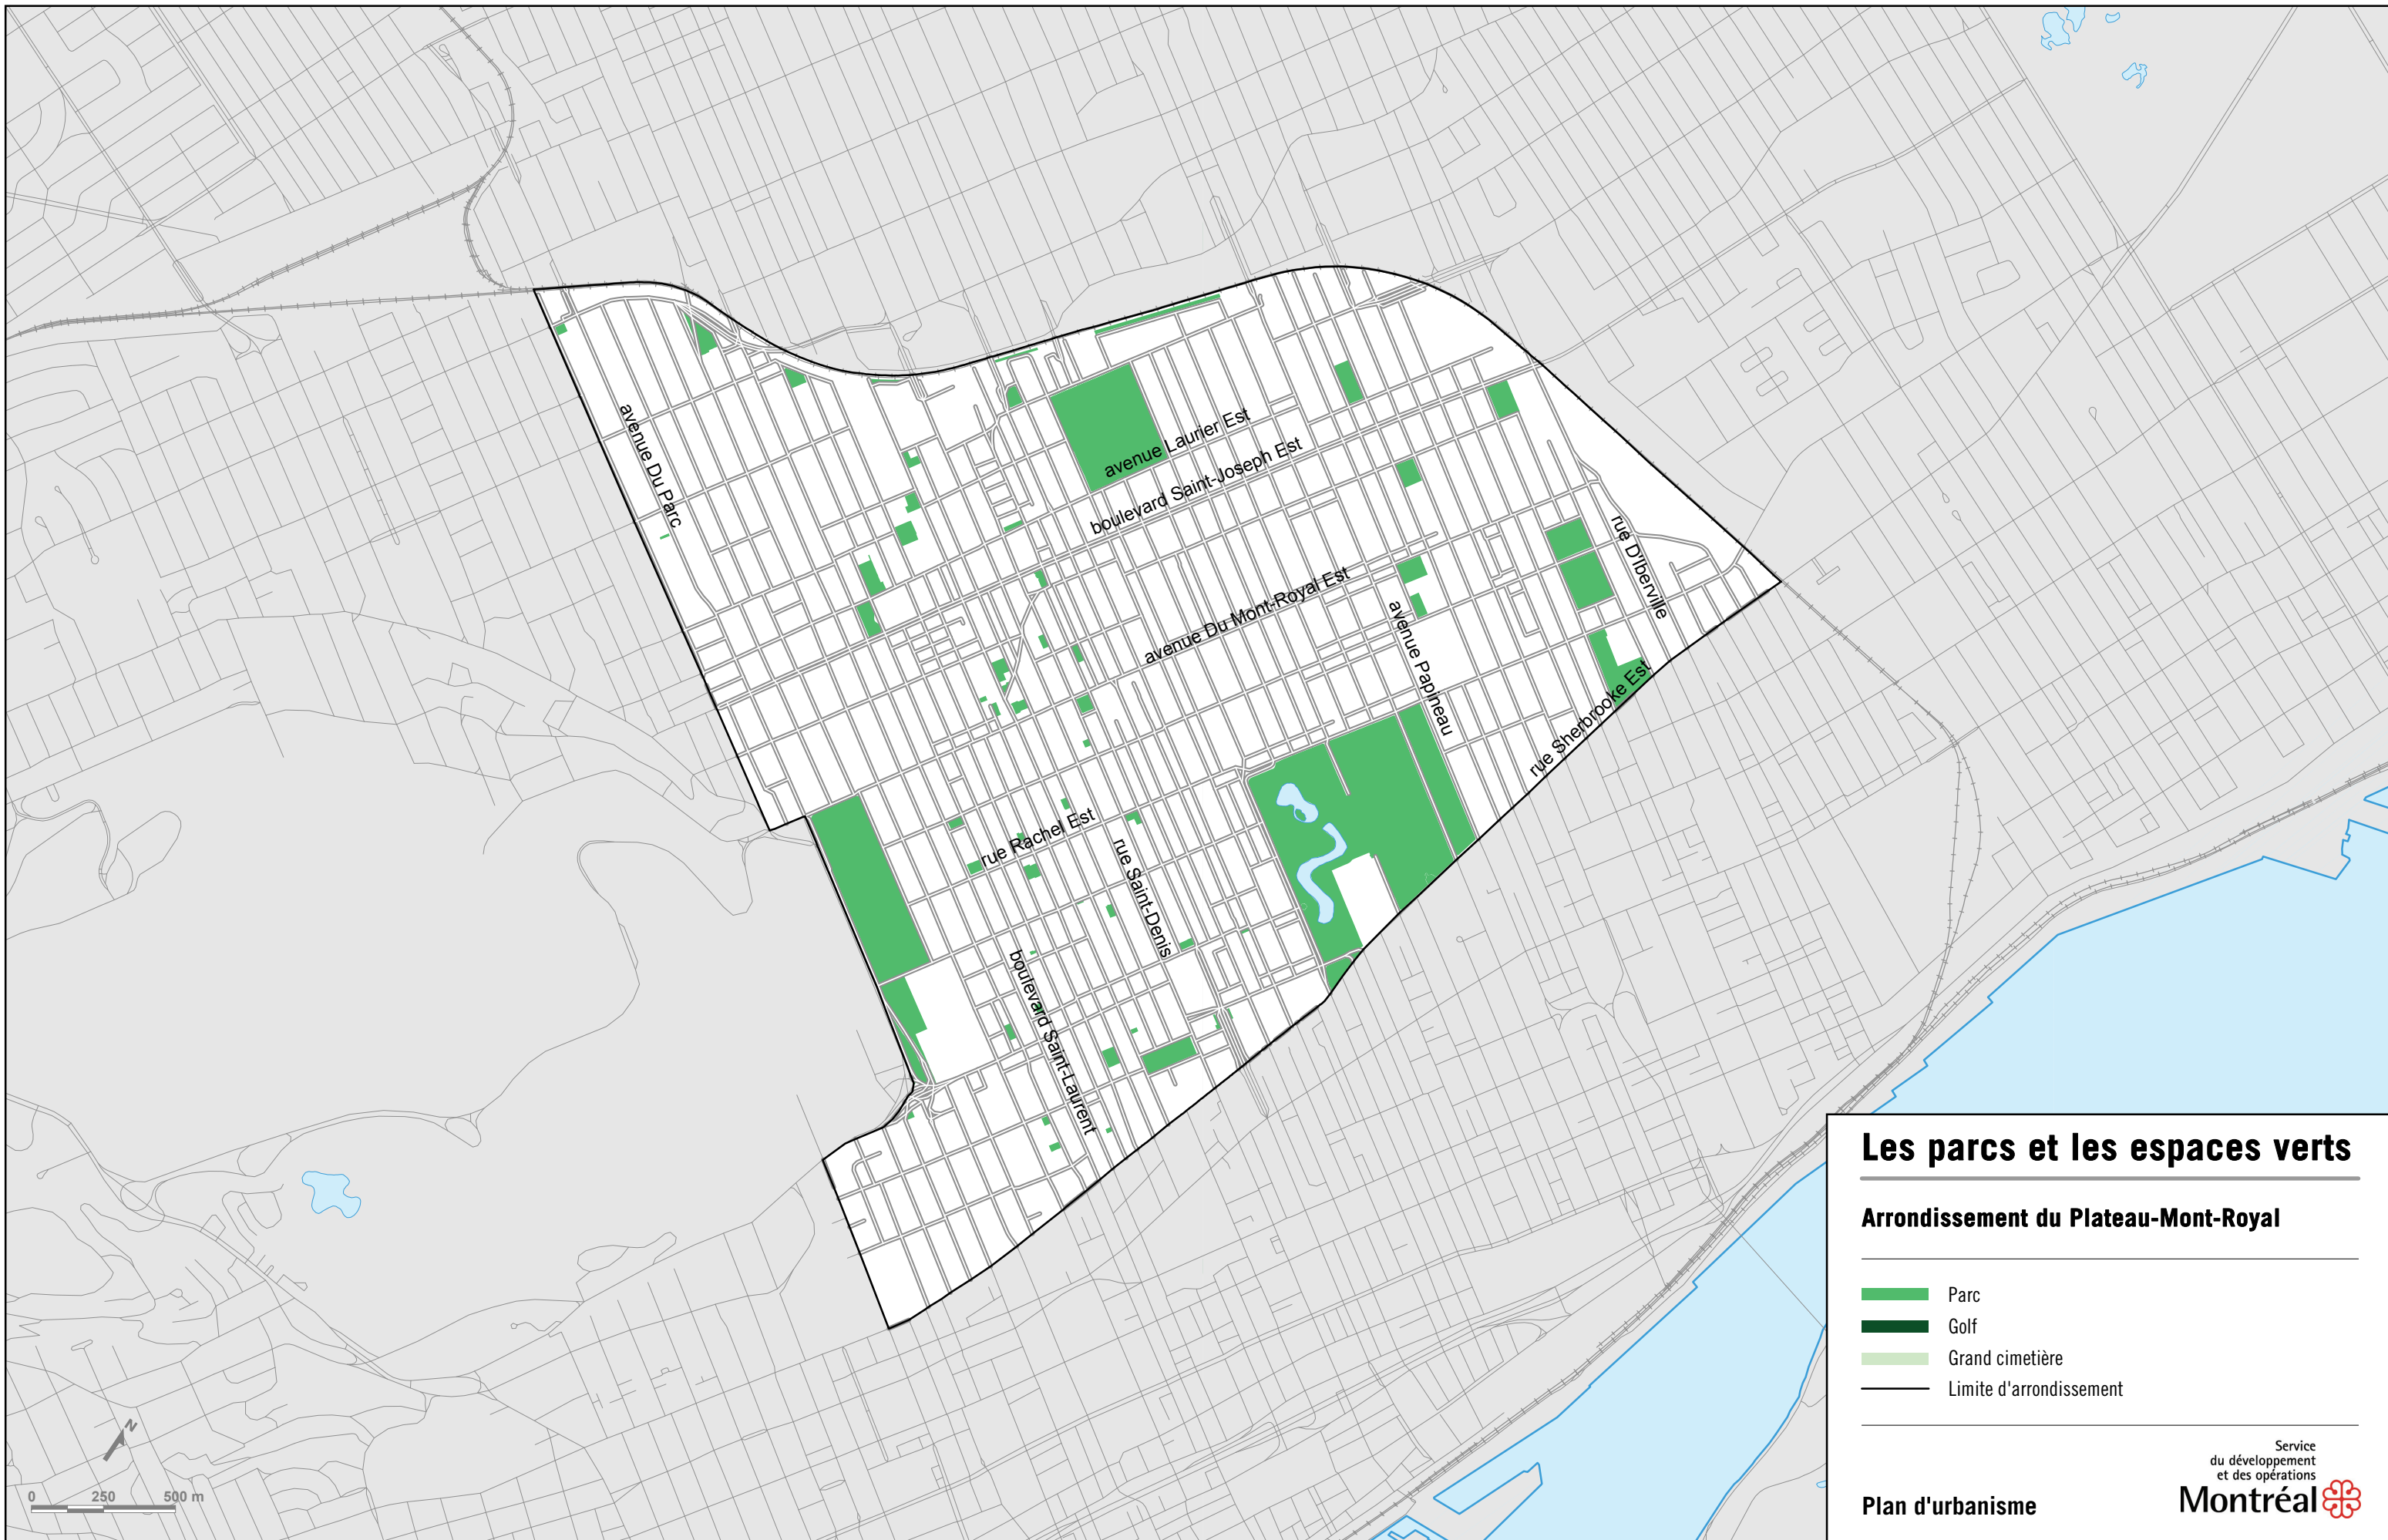 avenue Du Parc
avenue Laurier Est
boulevard Saint-Joseph Est
avenue Du Mont-Royal Est
rue D'Iberville
avenue Papineau
rue Sherbrooke Est
rue Rachel Est
rue Saint-Denis
boulevard Saint-Laurent
N
0 250 500 m
Les parcs et les espaces verts
Arrondissement du Plateau-Mont-Royal
Parc
Golf
Grand cimetière
Limite d'arrondissement
Plan d'urbanisme
Service
du développement
et des opérations
Montréal